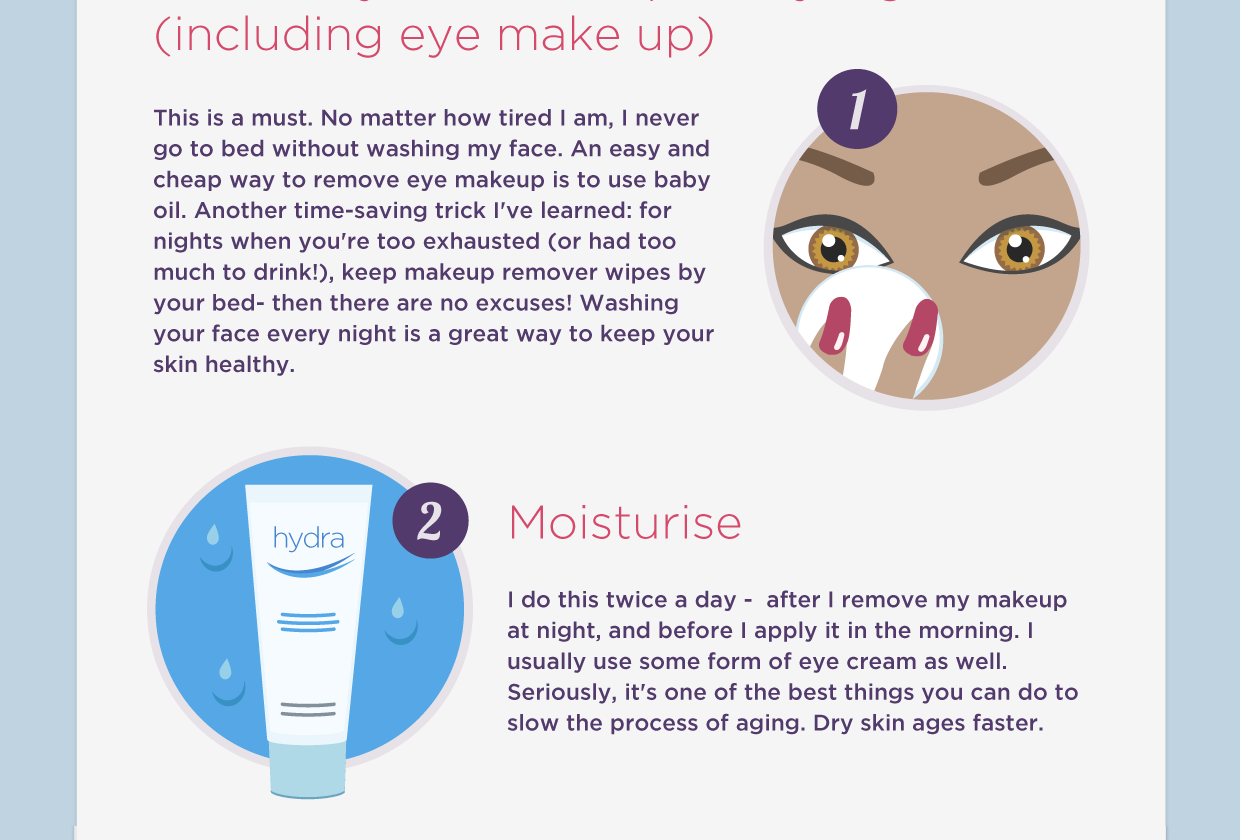 (including eye make up)
1
This is a must. No matter how tired I am, I never
go to bed without washing my face. An easy and
cheap way to remove eye makeup is to use baby
oil. Another time-saving trick I've learned: for
nights when you're too exhausted (or had too
much to drink!), keep makeup remover wipes by
your bed- then there are no excuses! Washing
your face every night is a great way to keep your
skin healthy.
2
hydra
Moisturise
I do this twice a day -  after I remove my makeup
at night, and before I apply it in the morning. I
usually use some form of eye cream as well.
Seriously, it's one of the best things you can do to
slow the process of aging. Dry skin ages faster.